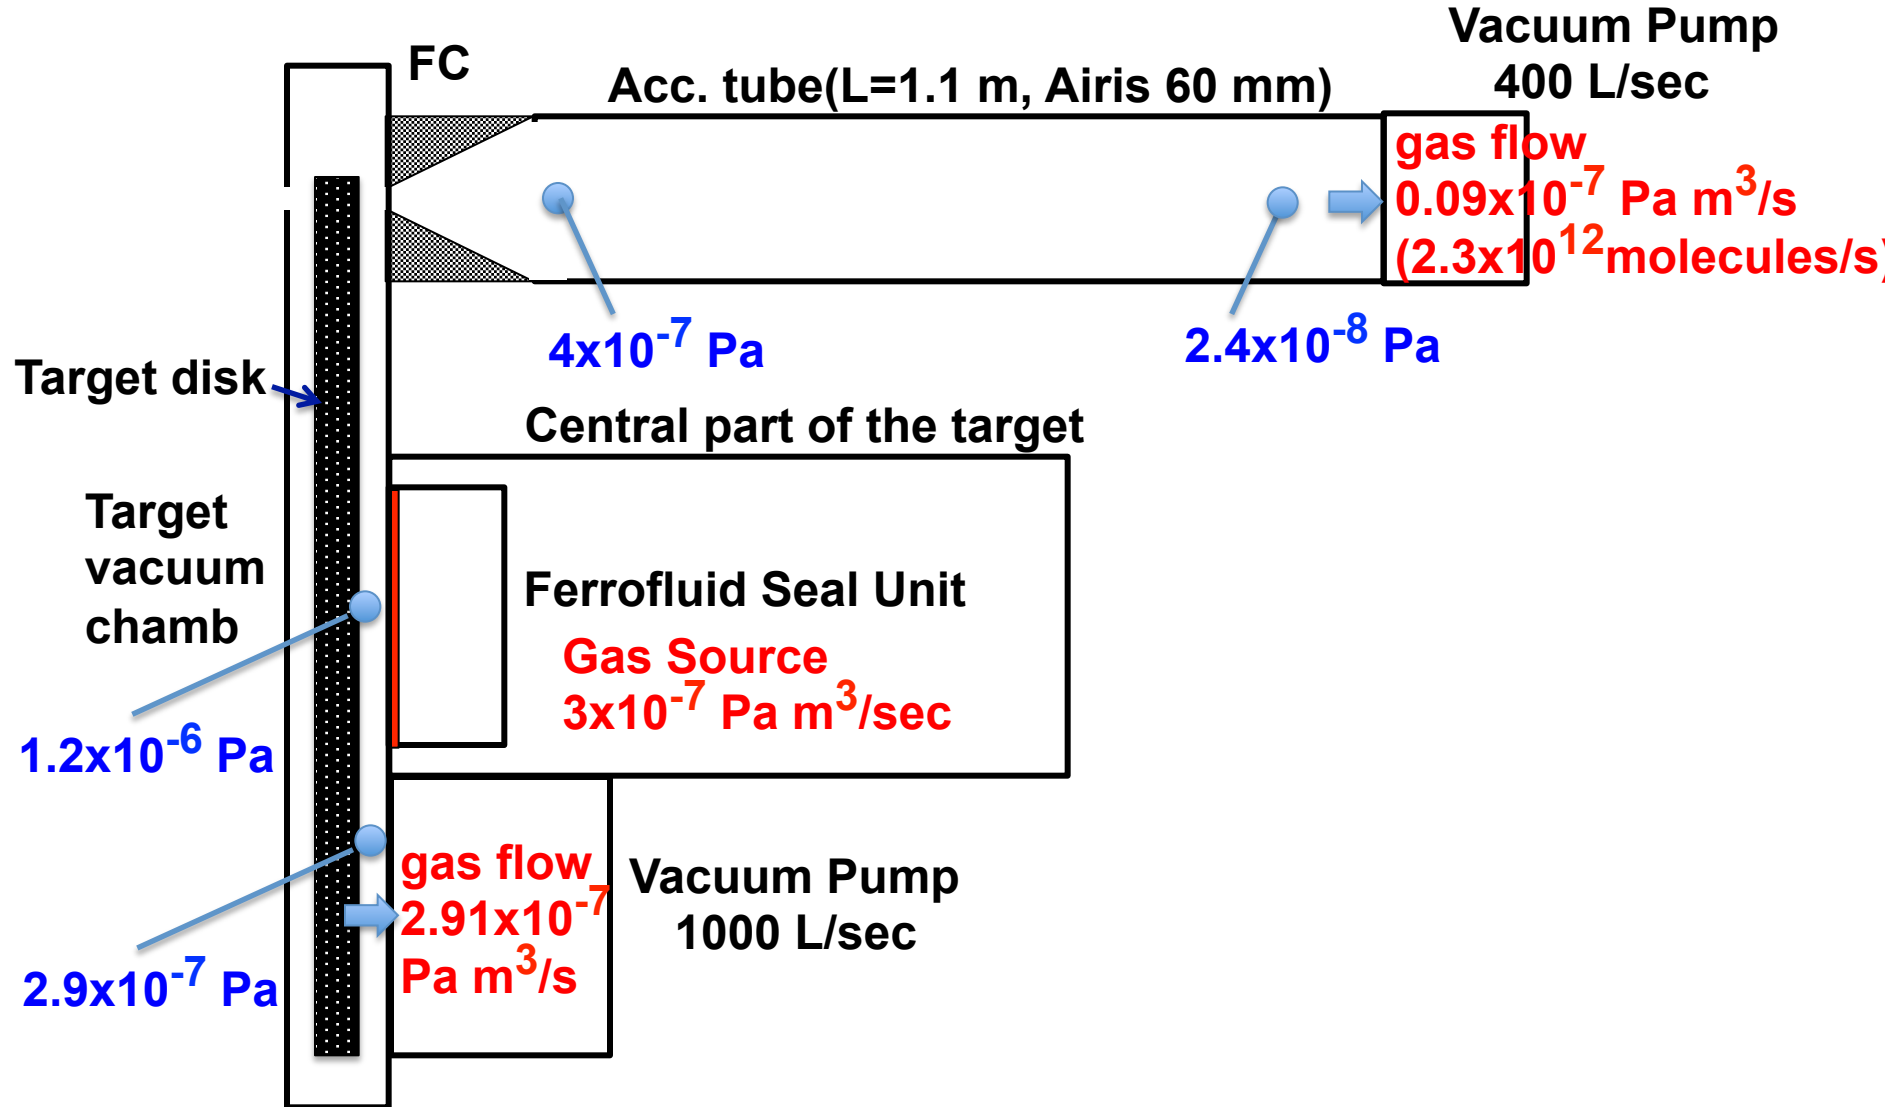 FC
Acc. tube(L=1.1 m, Airis 60 mm)
Vacuum Pump
400 L/sec
gas flow
0.09x10⁻⁷ Pa m³/s
(2.3x10¹²molecules/s)
4x10⁻⁷ Pa
2.4x10⁻⁸ Pa
Target disk
Central part of the target
Target
vacuum
chamb
Ferrofluid Seal Unit
Gas Source
3x10⁻⁷ Pa m³/sec
1.2x10⁻⁶ Pa
gas flow
2.91x10⁻⁷
Pa m³/s
Vacuum Pump
1000 L/sec
2.9x10⁻⁷ Pa